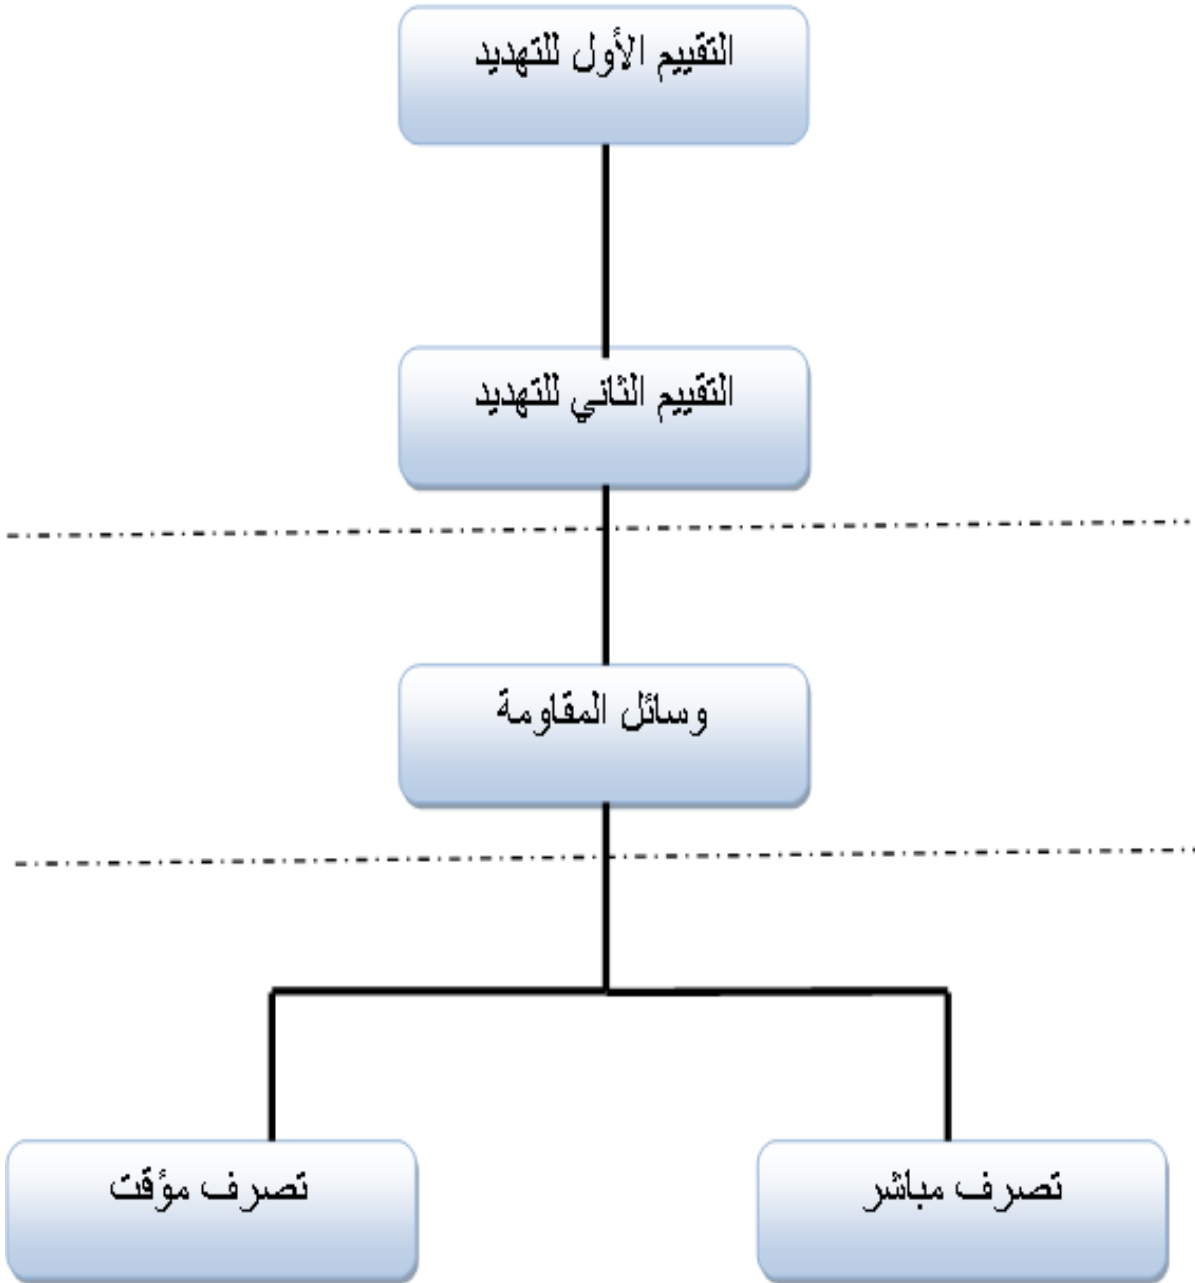 التقييم الأول للتهديد
التقييم الثاني للتهديد
وسائل المقاومة
تصرف مباشر
تصرف مؤقت